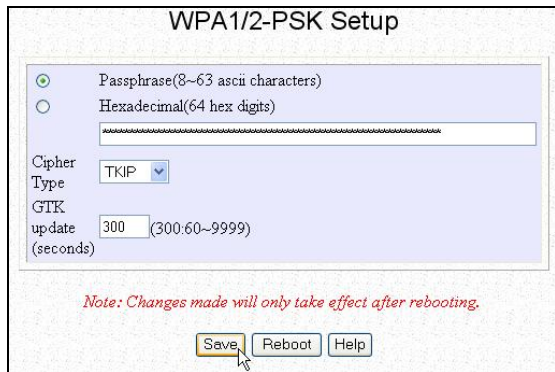 WPA1/2-PSK Setup
Passphrase(8~63 ascii characters)
Hexadecimal(64 hex digits)
Cipher
Type
TKIP
GTK
update
(seconds)
300
(300:60~9999)
Note: Changes made will only take effect after rebooting.
Save
Reboot
Help